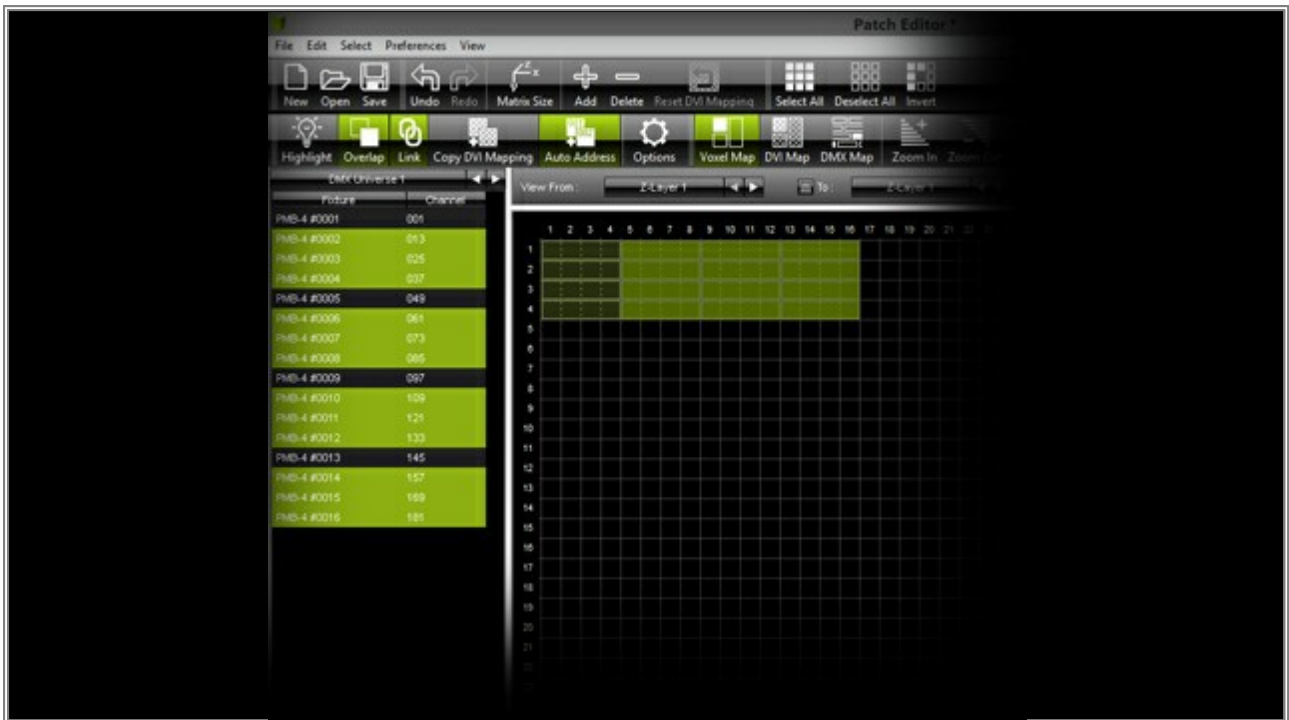 Patch Editor *
File Edit Select Preferences View
New Open Save Undo Redo Matrix Size Add Delete Reset DVI Mapping Select All Deselect All Invert
Highlight Overlap Link Copy DVI Mapping Auto Address Options Voxel Map DVI Map DMX Map Zoom In Zoom
DMX Universe 1 View From: Z-Layer 1 To: Z-Layer 1
Fixture Channel
PMB-4 #0001 001
PMB-4 #0002 013
PMB-4 #0003 025
PMB-4 #0004 037
PMB-4 #0005 049
PMB-4 #0006 061
PMB-4 #0007 073
PMB-4 #0008 085
PMB-4 #0009 097
PMB-4 #0010 109
PMB-4 #0011 121
PMB-4 #0012 133
PMB-4 #0013 145
PMB-4 #0014 157
PMB-4 #0015 169
PMB-4 #0016 181
1 2 3 4 5 6 7 8 9 10 11 12 13 14 15 16 17 18 19 20 21
1
2
3
4
5
6
7
8
9
10
11
12
13
14
15
16
17
18
19
20
21